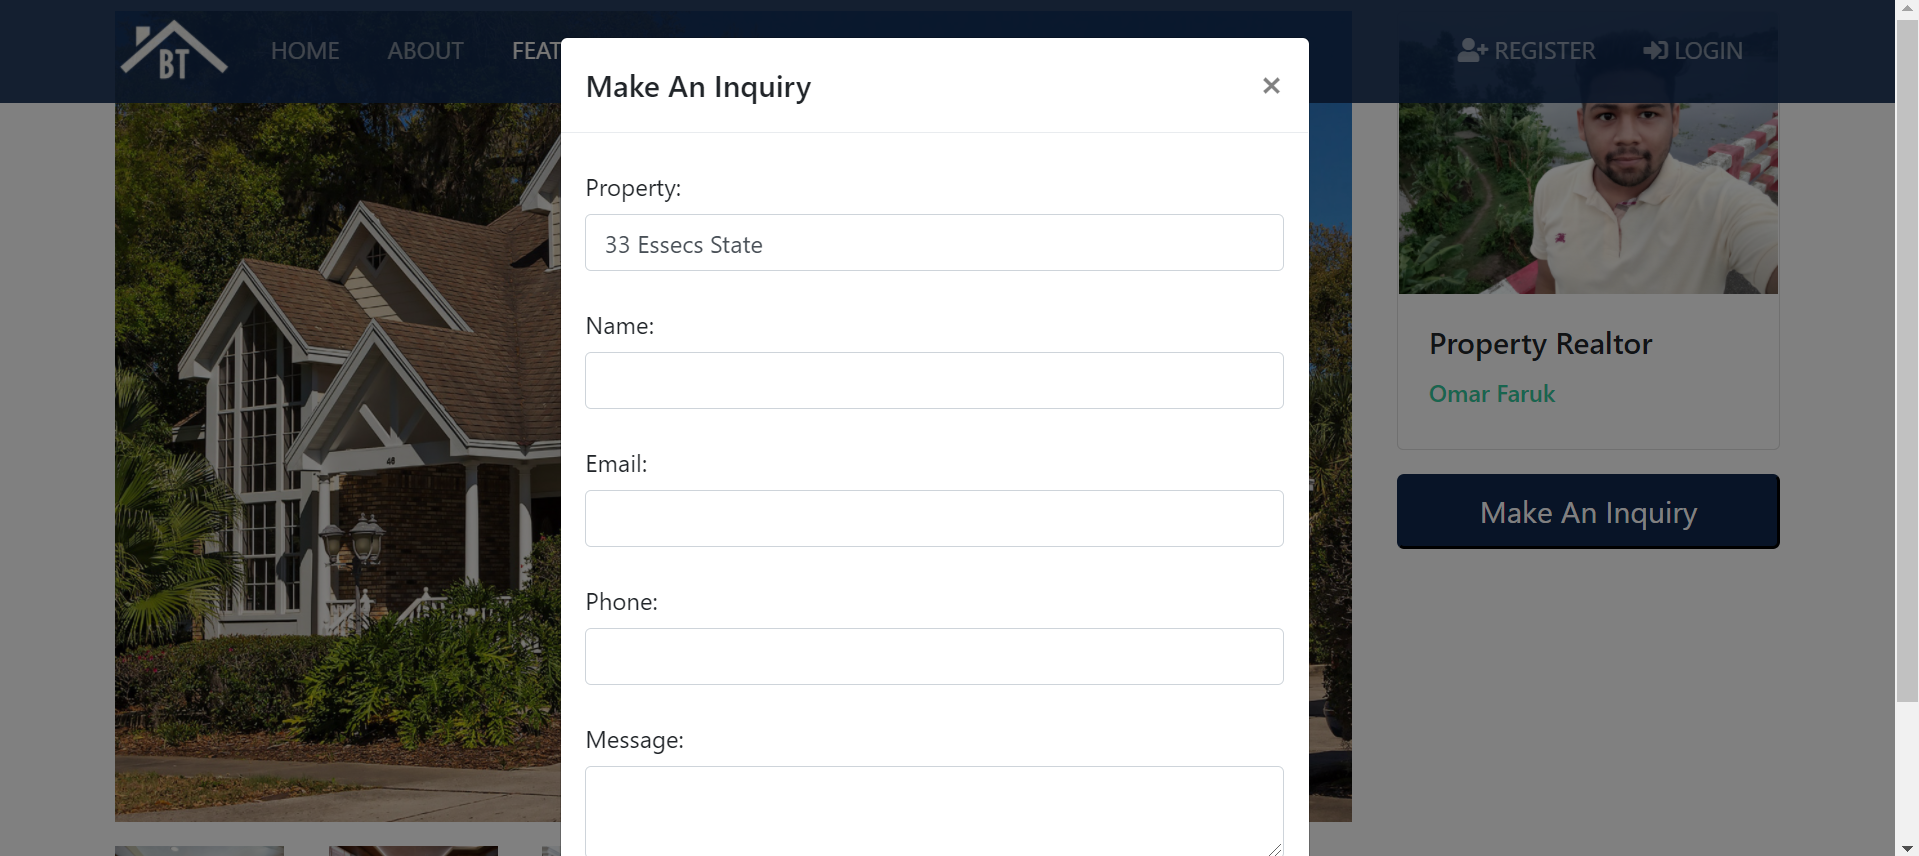 BT
HOME
ABOUT
FEAT
REGISTER
LOGIN
Make An Inquiry
×
Property:
33 Essecs State
Name:
Email:
Phone:
Message:
Property Realtor
Omar Faruk
Make An Inquiry